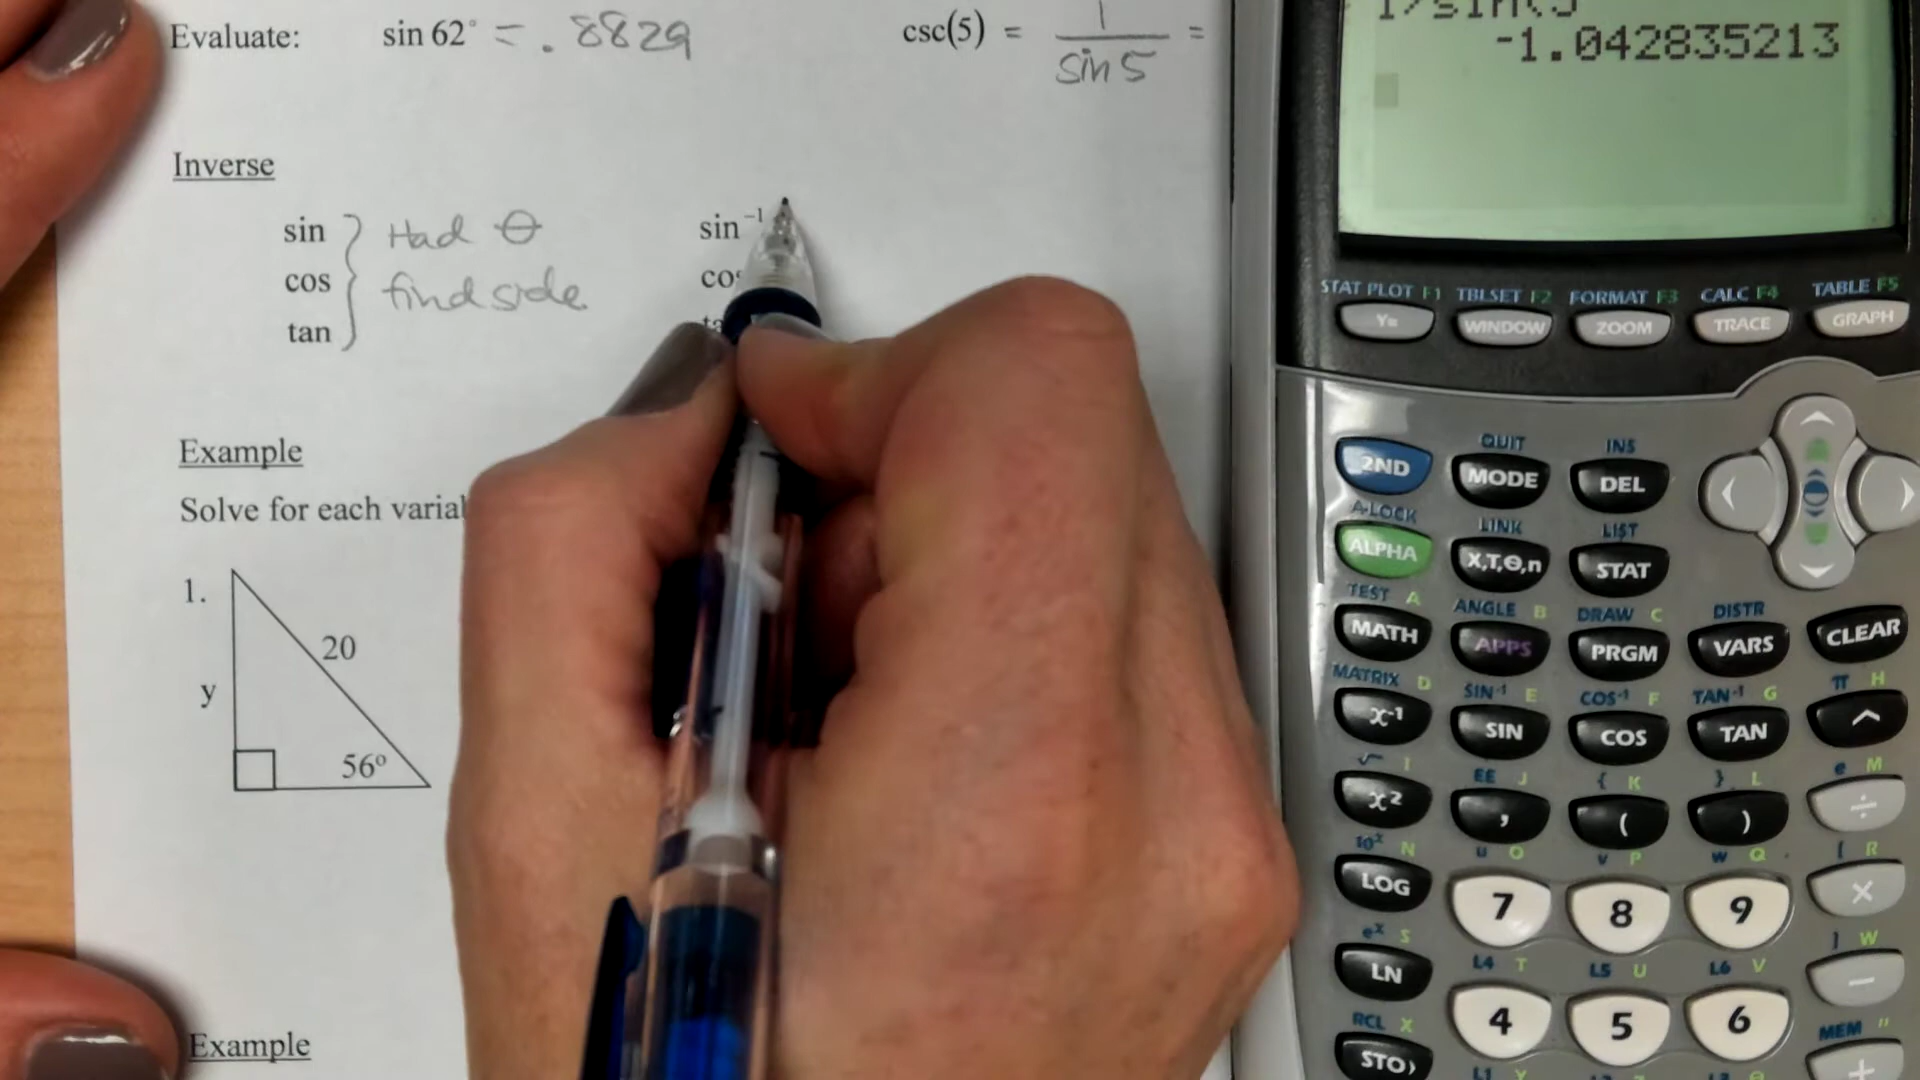 Evaluate: sin 62° = .8829 csc(5) = 1/sin 5 =
Inverse
sin } Had θ sin⁻¹
cos find side
tan
Example
Solve for each
1.
20
y
56°
Example
-1.042835213
STAT PLOT F1 TBLSET F2 FORMAT F3 CALC F4 TABLE F5
Y= WINDOW ZOOM TRACE GRAPH
QUIT INS
2ND MODE DEL
A-LOCK LINK LIST
ALPHA X,T,Θ,n STAT
TEST A ANGLE B DRAW C DISTR
MATH APPS PRGM VARS CLEAR
MATRIX D SIN⁻¹ E COS⁻¹ F TAN⁻¹ G π H
x⁻¹ SIN COS TAN ^
√ I EE J { K } L e M
x² , ( ) ÷
10ˣ N u O v P w Q [ R
LOG 7 8 9 ×
eˣ S L4 T L5 U L6 V ] W
LN 4 5 6 −
RCL X MEM "
STO› +